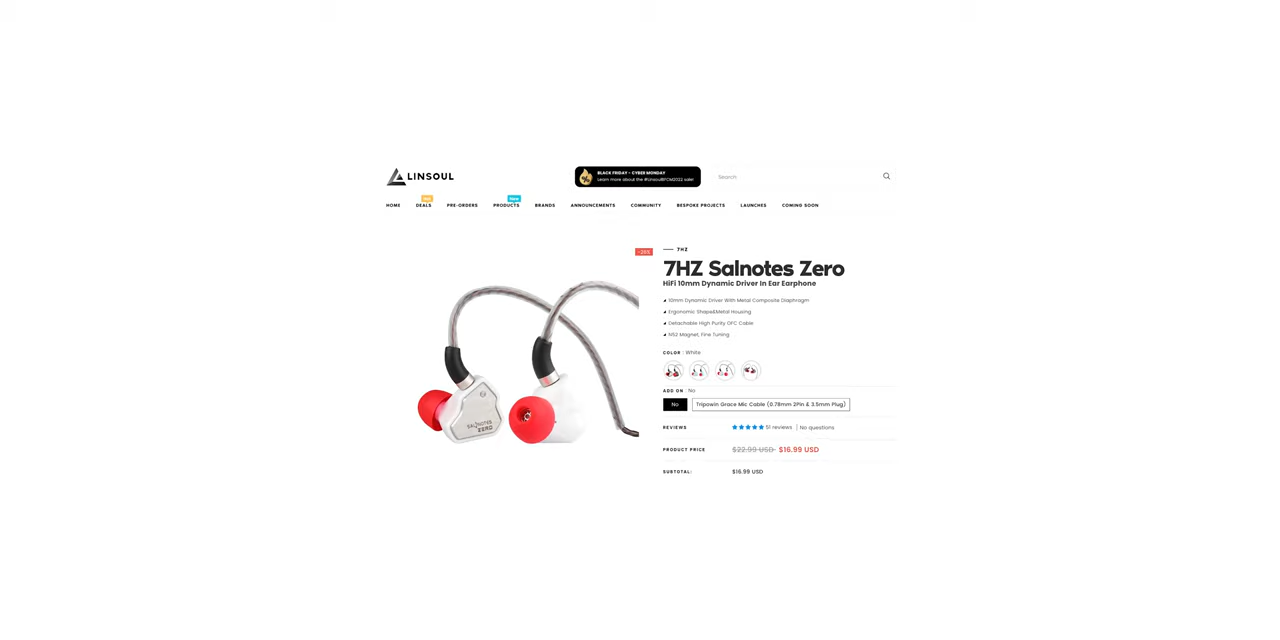 LINSOUL
BLACK FRIDAY - CYBER MONDAY
Learn more about the #LinsoulBFCM2022 sale!
Search
Hot
New
HOME DEALS PRE-ORDERS PRODUCTS BRANDS ANNOUNCEMENTS COMMUNITY BESPOKE PROJECTS LAUNCHES COMING SOON
-26%
7HZ
7HZ Salnotes Zero
HiFi 10mm Dynamic Driver In Ear Earphone
10mm Dynamic Driver With Metal Composite Diaphragm
Ergonomic Shape&Metal Housing
Detachable High Purity OFC Cable
N52 Magnet, Fine Tuning
COLOR : White
ADD ON : No
No Tripowin Grace Mic Cable (0.78mm 2Pin & 3.5mm Plug)
REVIEWS 51 reviews | No questions
PRODUCT PRICE $22.99 USD $16.99 USD
SUBTOTAL: $16.99 USD
SALNOTES
ZERO